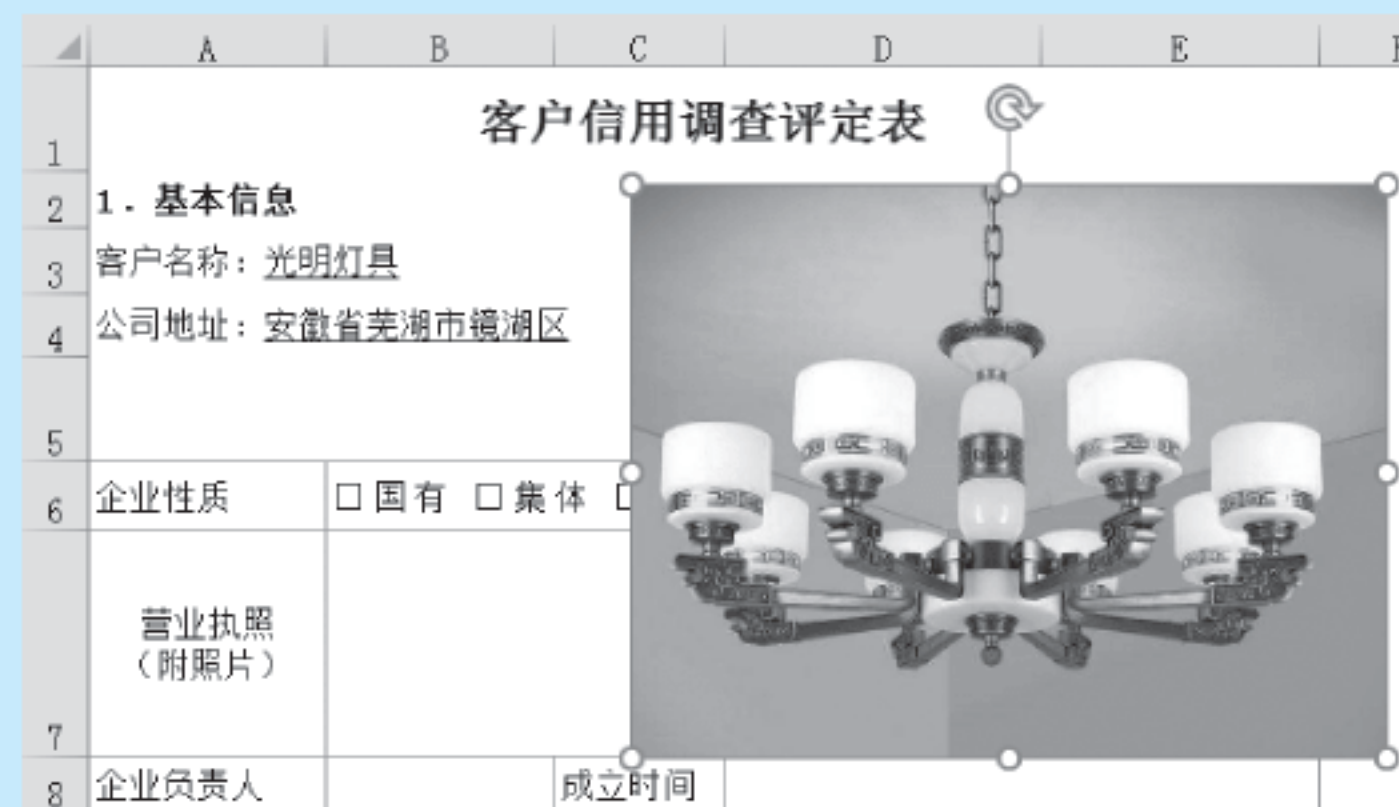 A B C D E
1 客户信用调查评定表
2 1. 基本信息
3 客户名称：光明灯具
4 公司地址：安徽省芜湖市镜湖区
5
6 企业性质 □国有 □集体
营业执照
（附照片）
7
8 企业负责人 成立时间